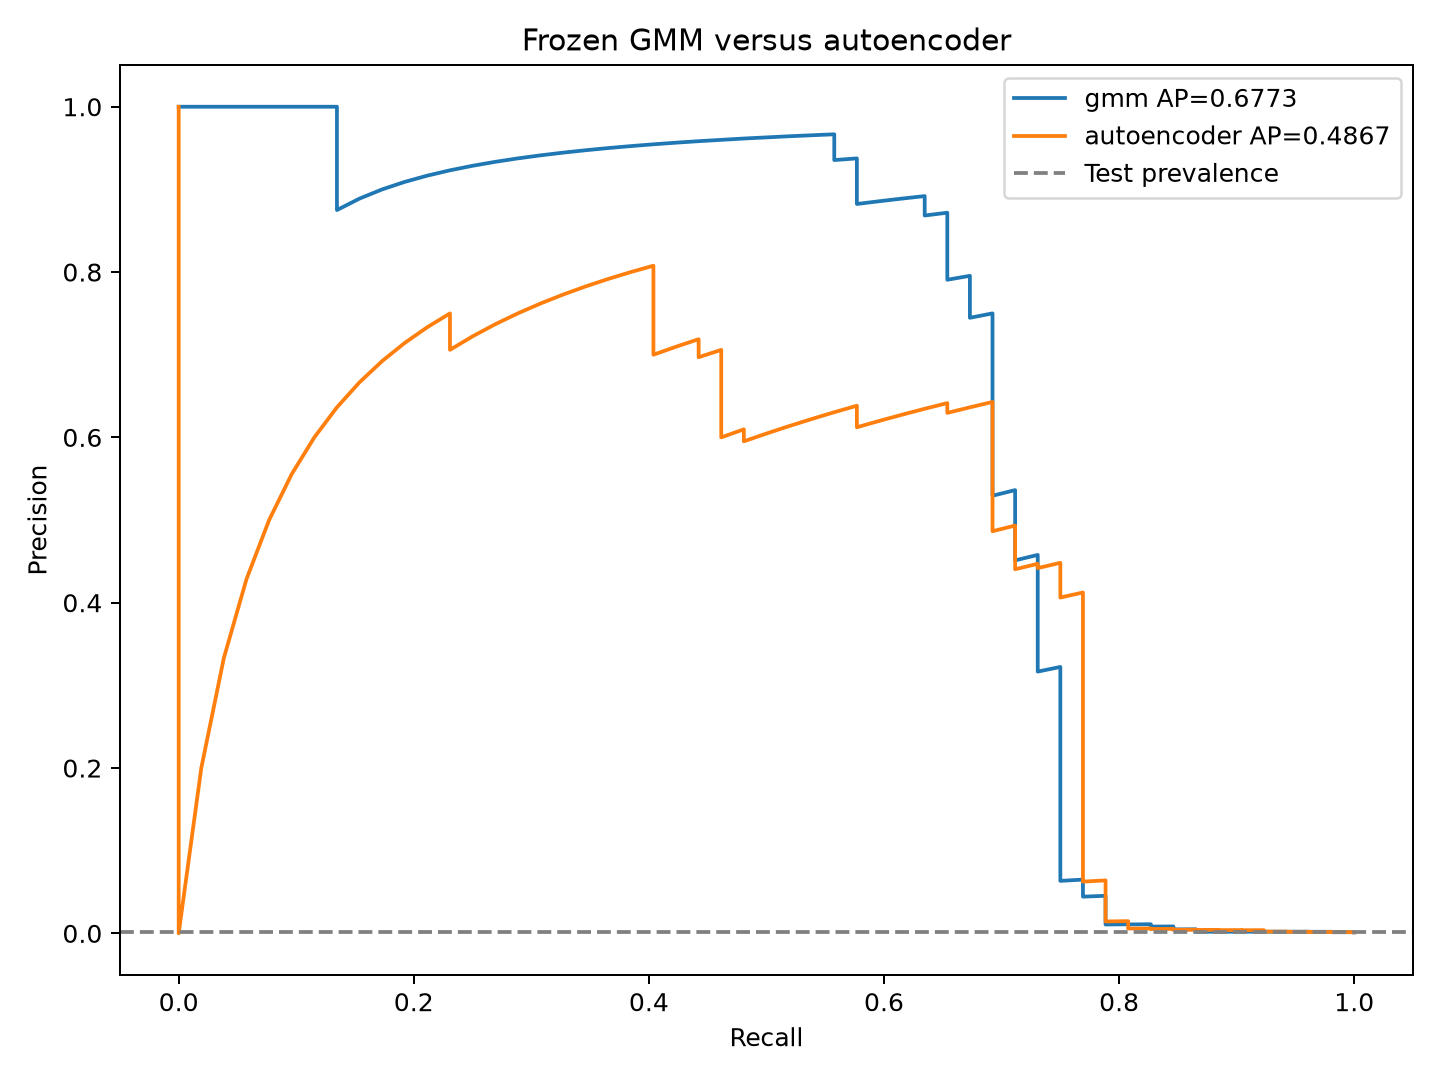 Frozen GMM versus autoencoder
gmm AP=0.6773
autoencoder AP=0.4867
Test prevalence
Precision
1.0
0.8
0.6
0.4
0.2
0.0
0.0 0.2 0.4 0.6 0.8 1.0
Recall